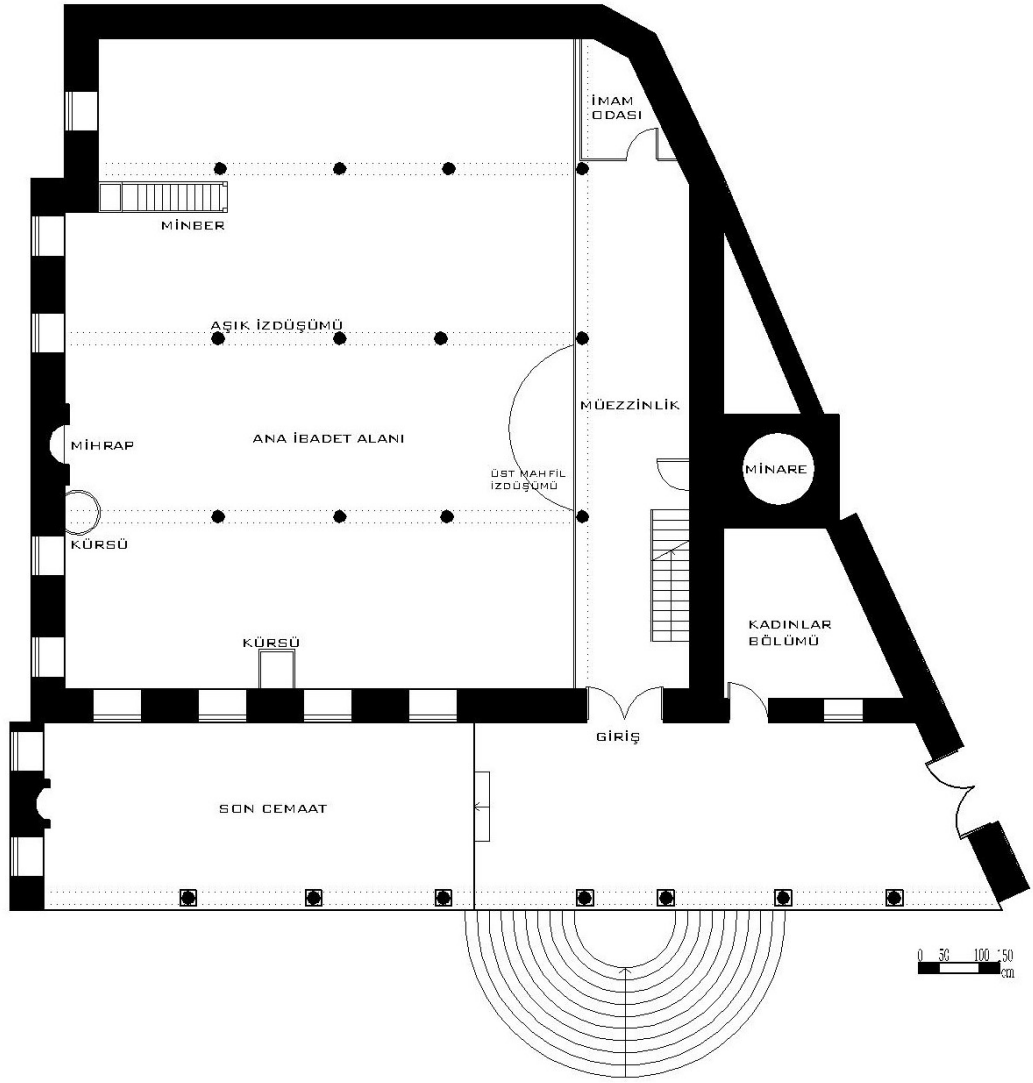 İMAM
ODASI
MİNBER
AŞIK İZDÜŞÜMÜ
MÜEZZİNLİK
MİHRAP
ANA İBADET ALANI
ÜST MAHFİL
İZDÜŞÜMÜ
MİNARE
KÜRSÜ
KADINLAR
BÖLÜMÜ
KÜRSÜ
GİRİŞ
SON CEMAAT
0 50 100 150
cm